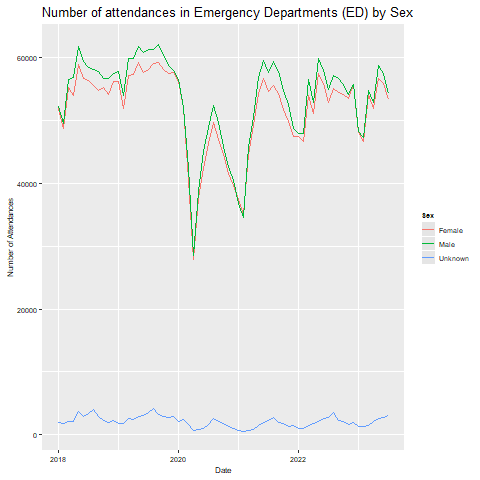 Number of attendances in Emergency Departments (ED) by Sex
60000
40000
20000
0
Number of Attendances
2018
2020
2022
Date
Sex
Female
Male
Unknown